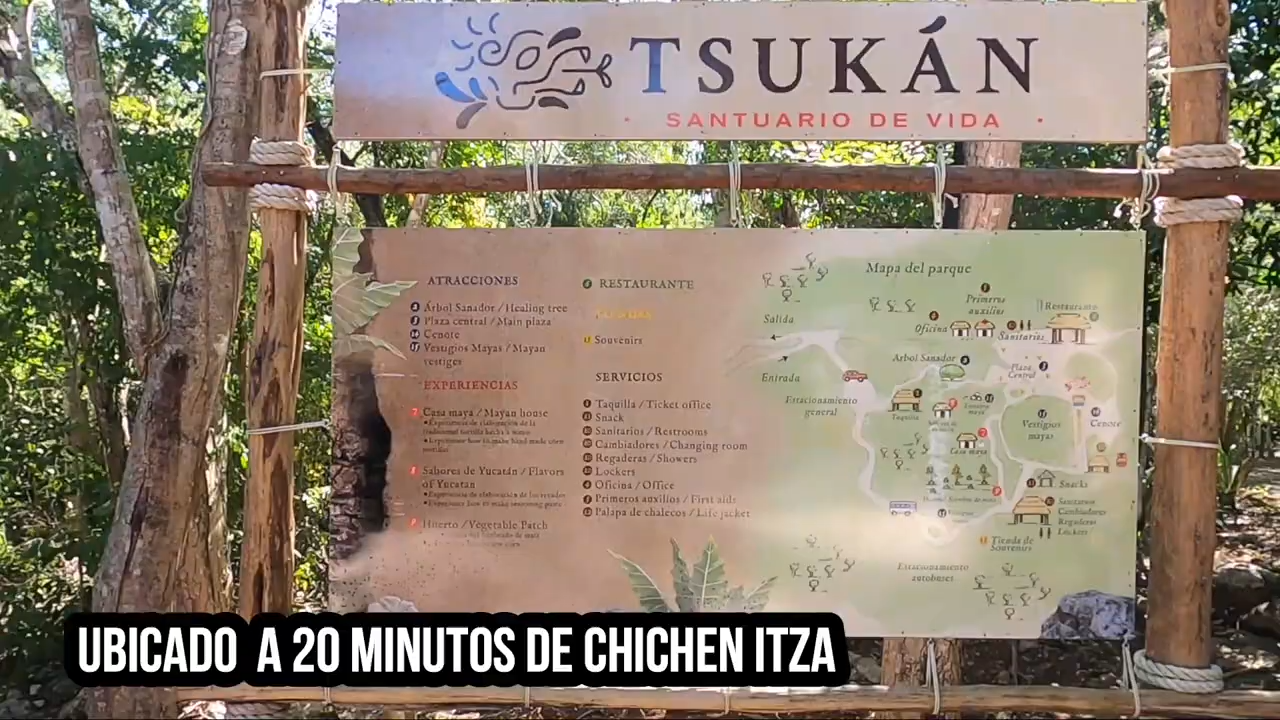 TSUKÁN
SANTUARIO DE VIDA
ATRACCIONES
Árbol Sanador / Healing tree
Plaza central / Main plaza
Cenote
Vestigios Mayas / Mayan
vestiges
EXPERIENCIAS
7 Casa maya / Mayan house
Sabores de Yucatán / Flavors
of Yucatan
Huerto / Vegetable Patch
RESTAURANTE
Souvenirs
SERVICIOS
Taquilla / Ticket office
Snack
Sanitarios / Restrooms
Cambiadores / Changing room
Regaderas / Showers
Lockers
Oficina / Office
Primeros auxilios / First aids
Palapa de chalecos / Life jacket
Mapa del parque
Salida
Entrada
Estacionamiento
general
Primeros
auxilios
Oficina
Sanitarios
Restaurante
Árbol Sanador
Plaza
Central
Taquilla
Casa maya
Vestigios
mayas
Cenote
Snacks
Sanitarios
Cambiadores
Regaderas
Lockers
Tienda de
Souvenirs
Estacionamiento
autobuses
UBICADO A 20 MINUTOS DE CHICHEN ITZA